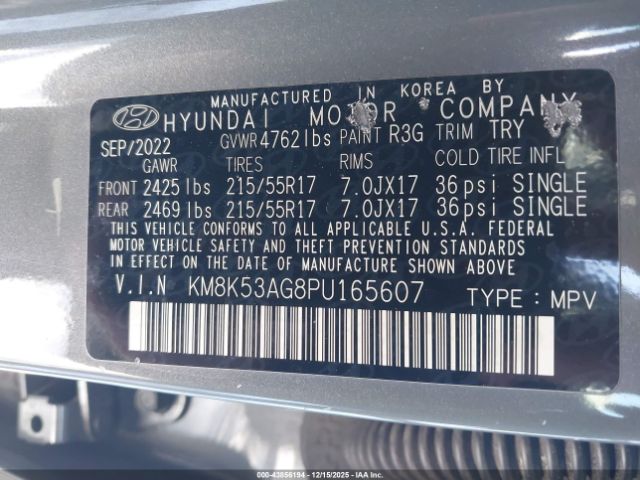 MANUFACTURED IN KOREA BY
HYUNDAI MOTOR COMPANY
SEP/2022 GVWR 4762 lbs PAINT R3G TRIM TRY
GAWR TIRES RIMS COLD TIRE INFL
FRONT 2425 lbs 215/55R17 7.0JX17 36 psi SINGLE
REAR 2469 lbs 215/55R17 7.0JX17 36 psi SINGLE
THIS VEHICLE CONFORMS TO ALL APPLICABLE U.S.A. FEDERAL
MOTOR VEHICLE SAFETY AND THEFT PREVENTION STANDARDS
IN EFFECT ON THE DATE OF MANUFACTURE SHOWN ABOVE.
V.I.N KM8K53AG8PU165607 TYPE : MPV
000-43856194 - 12/15/2025 - IAA Inc.